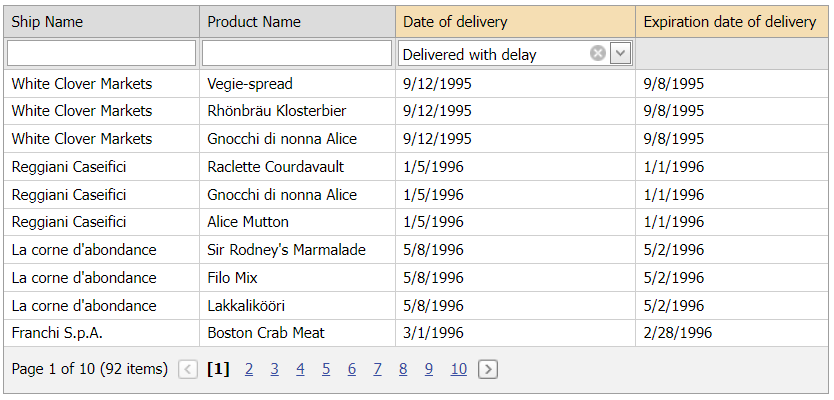 Ship Name Product Name Date of delivery Expiration date of delivery
Delivered with delay
White Clover Markets Vegie-spread 9/12/1995 9/8/1995
White Clover Markets Rhönbräu Klosterbier 9/12/1995 9/8/1995
White Clover Markets Gnocchi di nonna Alice 9/12/1995 9/8/1995
Reggiani Caseifici Raclette Courdavault 1/5/1996 1/1/1996
Reggiani Caseifici Gnocchi di nonna Alice 1/5/1996 1/1/1996
Reggiani Caseifici Alice Mutton 1/5/1996 1/1/1996
La corne d'abondance Sir Rodney's Marmalade 5/8/1996 5/2/1996
La corne d'abondance Filo Mix 5/8/1996 5/2/1996
La corne d'abondance Lakkalikööri 5/8/1996 5/2/1996
Franchi S.p.A. Boston Crab Meat 3/1/1996 2/28/1996
Page 1 of 10 (92 items) [1] 2 3 4 5 6 7 8 9 10